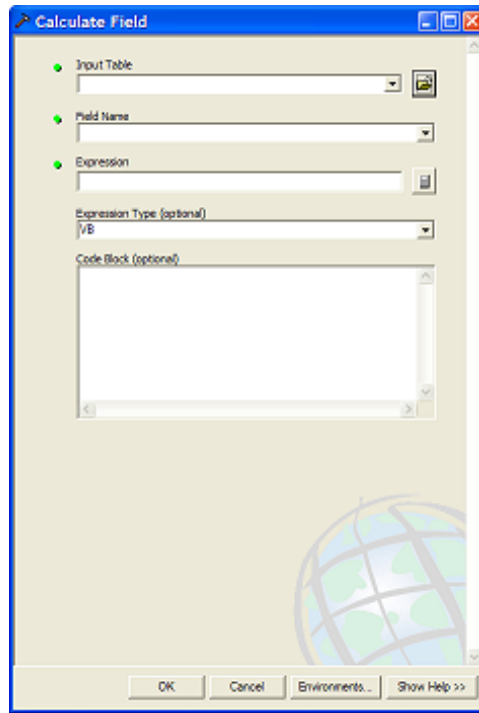 Calculate Field
Input Table
Field Name
Expression
Expression Type (optional)
VB
Code Block (optional)
OK
Cancel
Environments...
Show Help >>